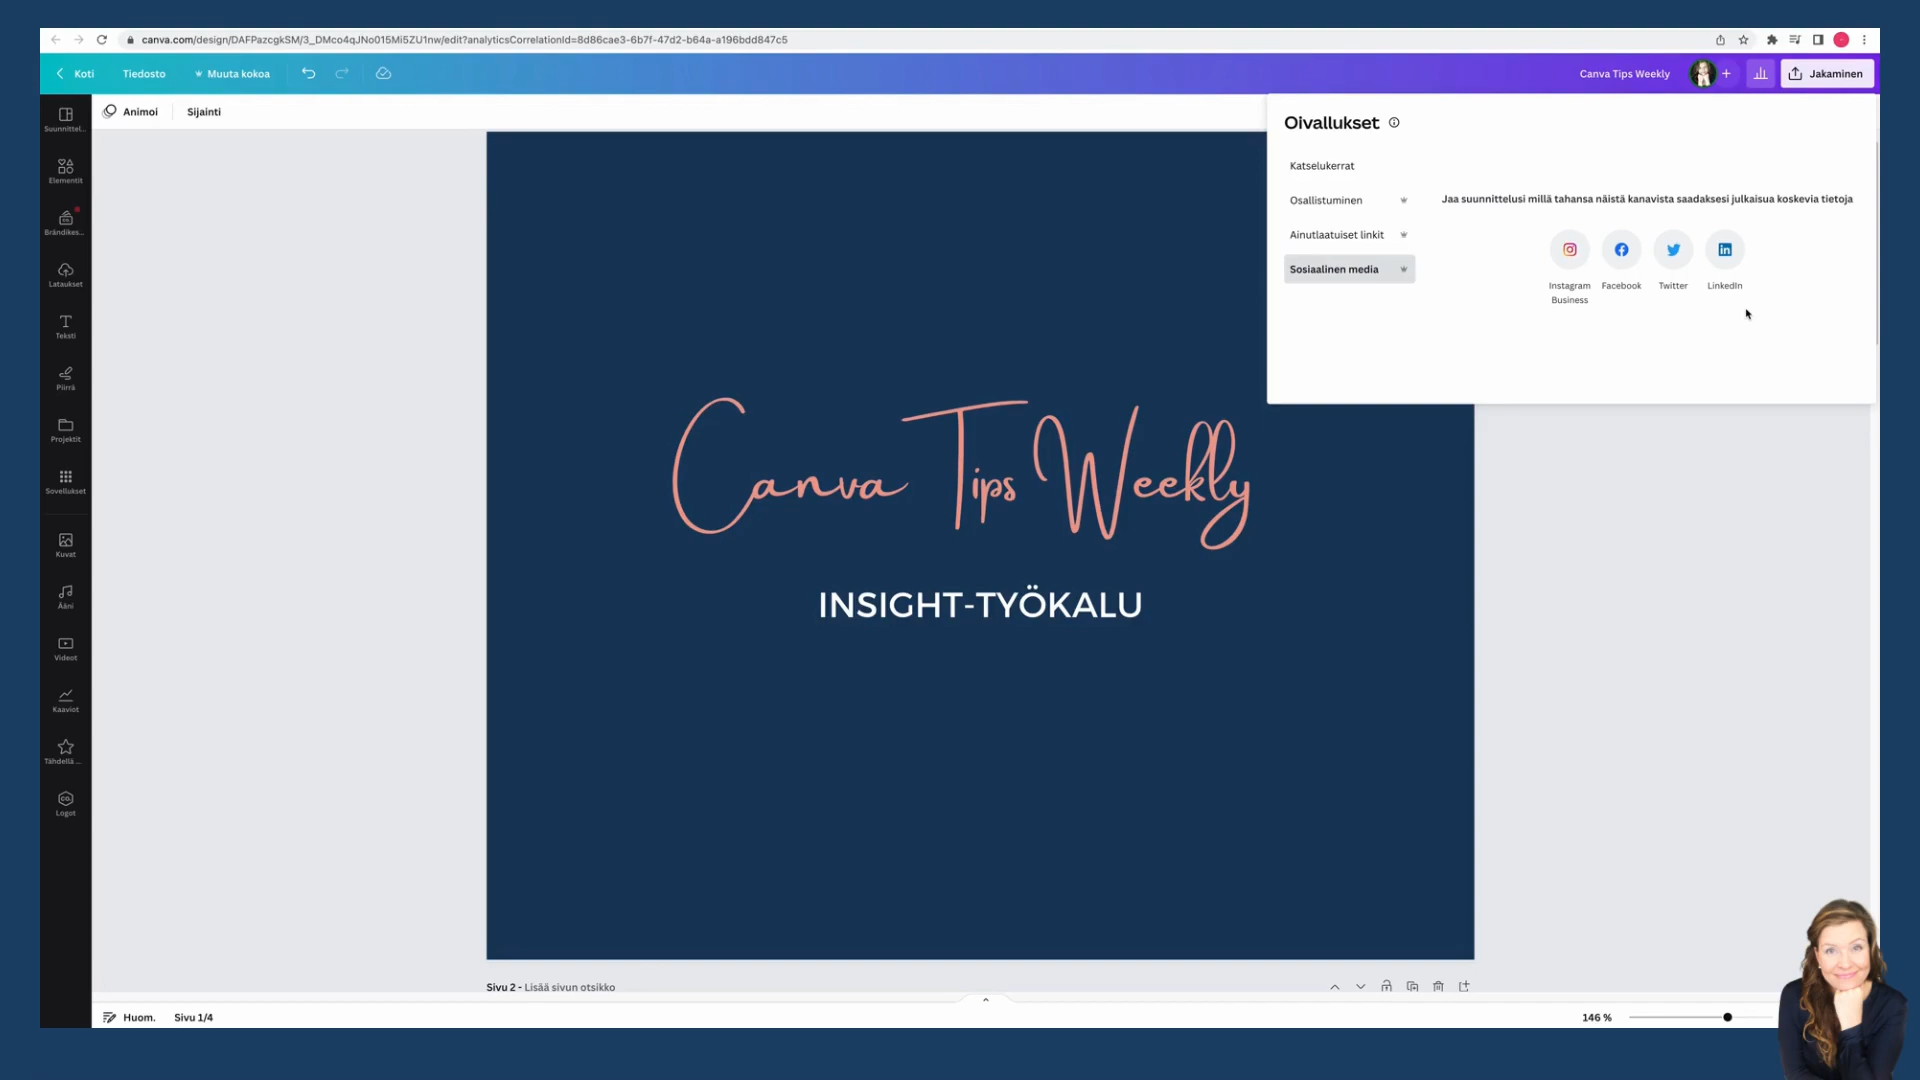 canva.com/design/DAFPazcgkSM/3_DMco4qJNo015Mi5ZU1nw/edit?analyticsCorrelationId=8d86cae3-6b7f-47d2-b64a-a196bdd847c5
Koti
Tiedosto
Muuta kokoa
Canva Tips Weekly
Jakaminen
Animoi
Sijainti
Suunnittel...
Elementit
Brändikes...
Lataukset
Teksti
Piirrä
Projektit
Sovellukset
Kuvat
Ääni
Videot
Kaaviot
Tähdellä ...
Logot
Oivallukset
Katselukerrat
Osallistuminen
Ainutlaatuiset linkit
Sosiaalinen media
Jaa suunnittelusi millä tahansa näistä kanavista saadaksesi julkaisua koskevia tietoja
Instagram Business
Facebook
Twitter
LinkedIn
Canva Tips Weekly
INSIGHT-TYÖKALU
Sivu 2 - Lisää sivun otsikko
Huom.
Sivu 1/4
146 %